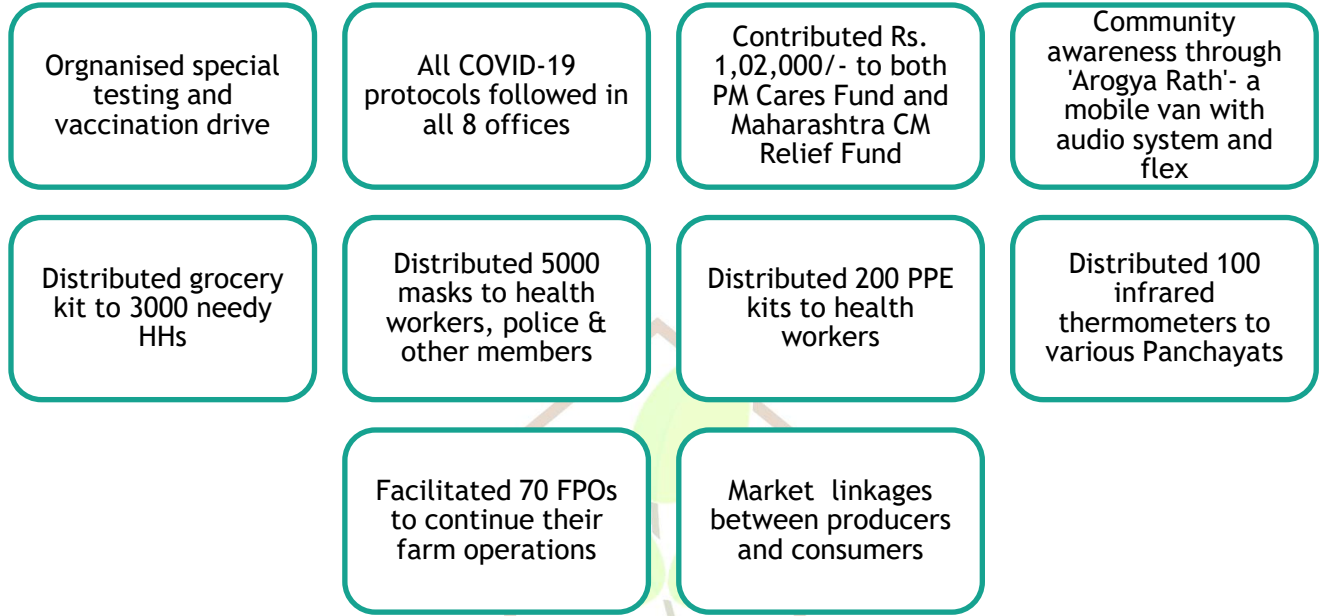 Orgnanised special
testing and
vaccination drive
All COVID-19
protocols followed in
all 8 offices
Contributed Rs.
1,02,000/- to both
PM Cares Fund and
Maharashtra CM
Relief Fund
Community
awareness through
'Arogya Rath'- a
mobile van with
audio system and
flex
Distributed grocery
kit to 3000 needy
HHs
Distributed 5000
masks to health
workers, police &
other members
Distributed 200 PPE
kits to health
workers
Distributed 100
infrared
thermometers to
various Panchayats
Facilitated 70 FPOs
to continue their
farm operations
Market linkages
between producers
and consumers